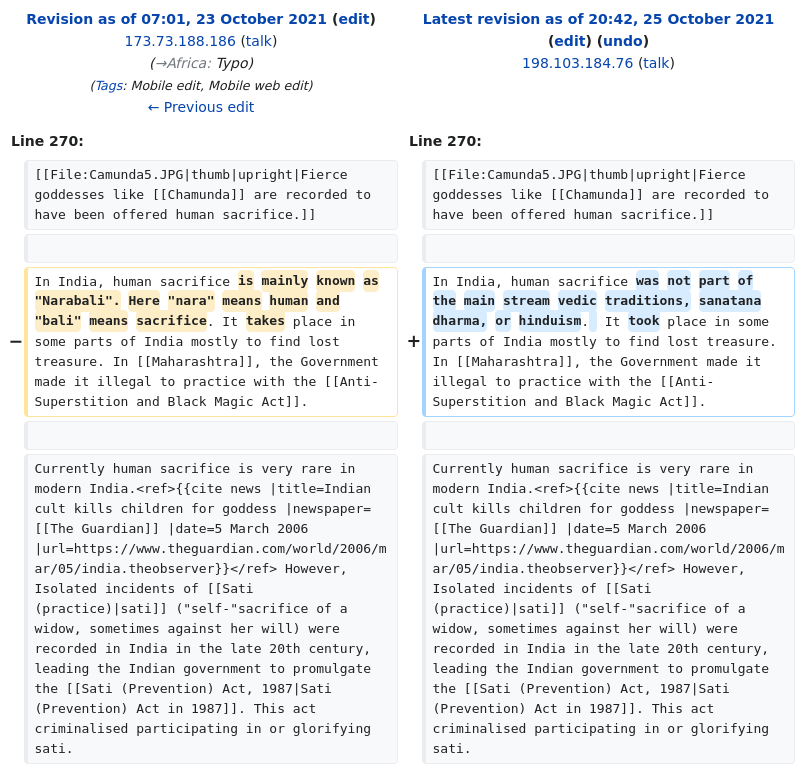 Revision as of 07:01, 23 October 2021 (edit)
173.73.188.186 (talk)
(→Africa: Typo)
(Tags: Mobile edit, Mobile web edit)
← Previous edit
Latest revision as of 20:42, 25 October 2021
(edit) (undo)
198.103.184.76 (talk)
Line 270:
Line 270:
[[File:Camunda5.JPG|thumb|upright|Fierce
goddesses like [[Chamunda]] are recorded to
have been offered human sacrifice.]]
[[File:Camunda5.JPG|thumb|upright|Fierce
goddesses like [[Chamunda]] are recorded to
have been offered human sacrifice.]]
−
In India, human sacrifice is mainly known as
"Narabali". Here "nara" means human and
"bali" means sacrifice. It takes place in
some parts of India mostly to find lost
treasure. In [[Maharashtra]], the Government
made it illegal to practice with the [[Anti-
Superstition and Black Magic Act]].
+
In India, human sacrifice was not part of
the main stream vedic traditions, sanatana
dharma, or hinduism.  It took place in some
parts of India mostly to find lost treasure.
In [[Maharashtra]], the Government made it
illegal to practice with the [[Anti-
Superstition and Black Magic Act]].
Currently human sacrifice is very rare in
modern India.<ref>{{cite news |title=Indian
cult kills children for goddess |newspaper=
[[The Guardian]] |date=5 March 2006
|url=https://www.theguardian.com/world/2006/m
ar/05/india.theobserver}}</ref> However,
Isolated incidents of [[Sati
(practice)|sati]] ("self-"sacrifice of a
widow, sometimes against her will) were
recorded in India in the late 20th century,
leading the Indian government to promulgate
the [[Sati (Prevention) Act, 1987|Sati
(Prevention) Act in 1987]]. This act
criminalised participating in or glorifying
sati.
Currently human sacrifice is very rare in
modern India.<ref>{{cite news |title=Indian
cult kills children for goddess |newspaper=
[[The Guardian]] |date=5 March 2006
|url=https://www.theguardian.com/world/2006/m
ar/05/india.theobserver}}</ref> However,
Isolated incidents of [[Sati
(practice)|sati]] ("self-"sacrifice of a
widow, sometimes against her will) were
recorded in India in the late 20th century,
leading the Indian government to promulgate
the [[Sati (Prevention) Act, 1987|Sati
(Prevention) Act in 1987]]. This act
criminalised participating in or glorifying
sati.